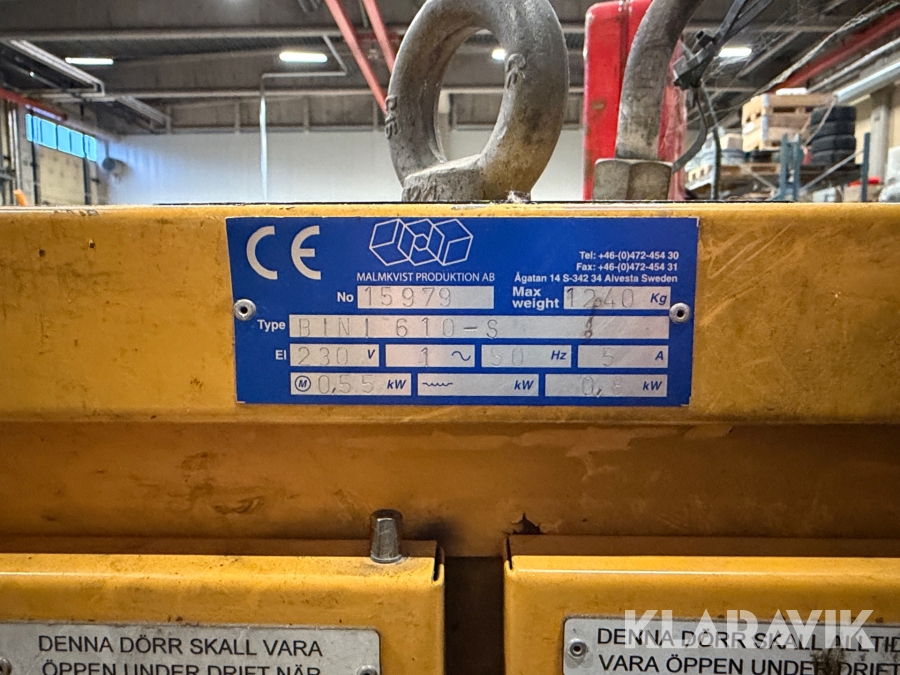 CE
MALMKVIST PRODUKTION AB
Tel: +46-(0)472-454 30
Fax: +46-(0)472-454 31
Ågatan 14 S-342 34 Alvesta Sweden
No 15979 Max weight 1240 Kg
Type BINI 610-S
El 230 V 1 ~ 50 Hz 5 A
M 0,55 kW kW 0,8 kW
DENNA DÖRR SKALL VARA
ÖPPEN UNDER DRIFT NÄR
DENNA DÖRR SKALL ALLTID
VARA ÖPPEN UNDER DRIFT
KLARAVIK